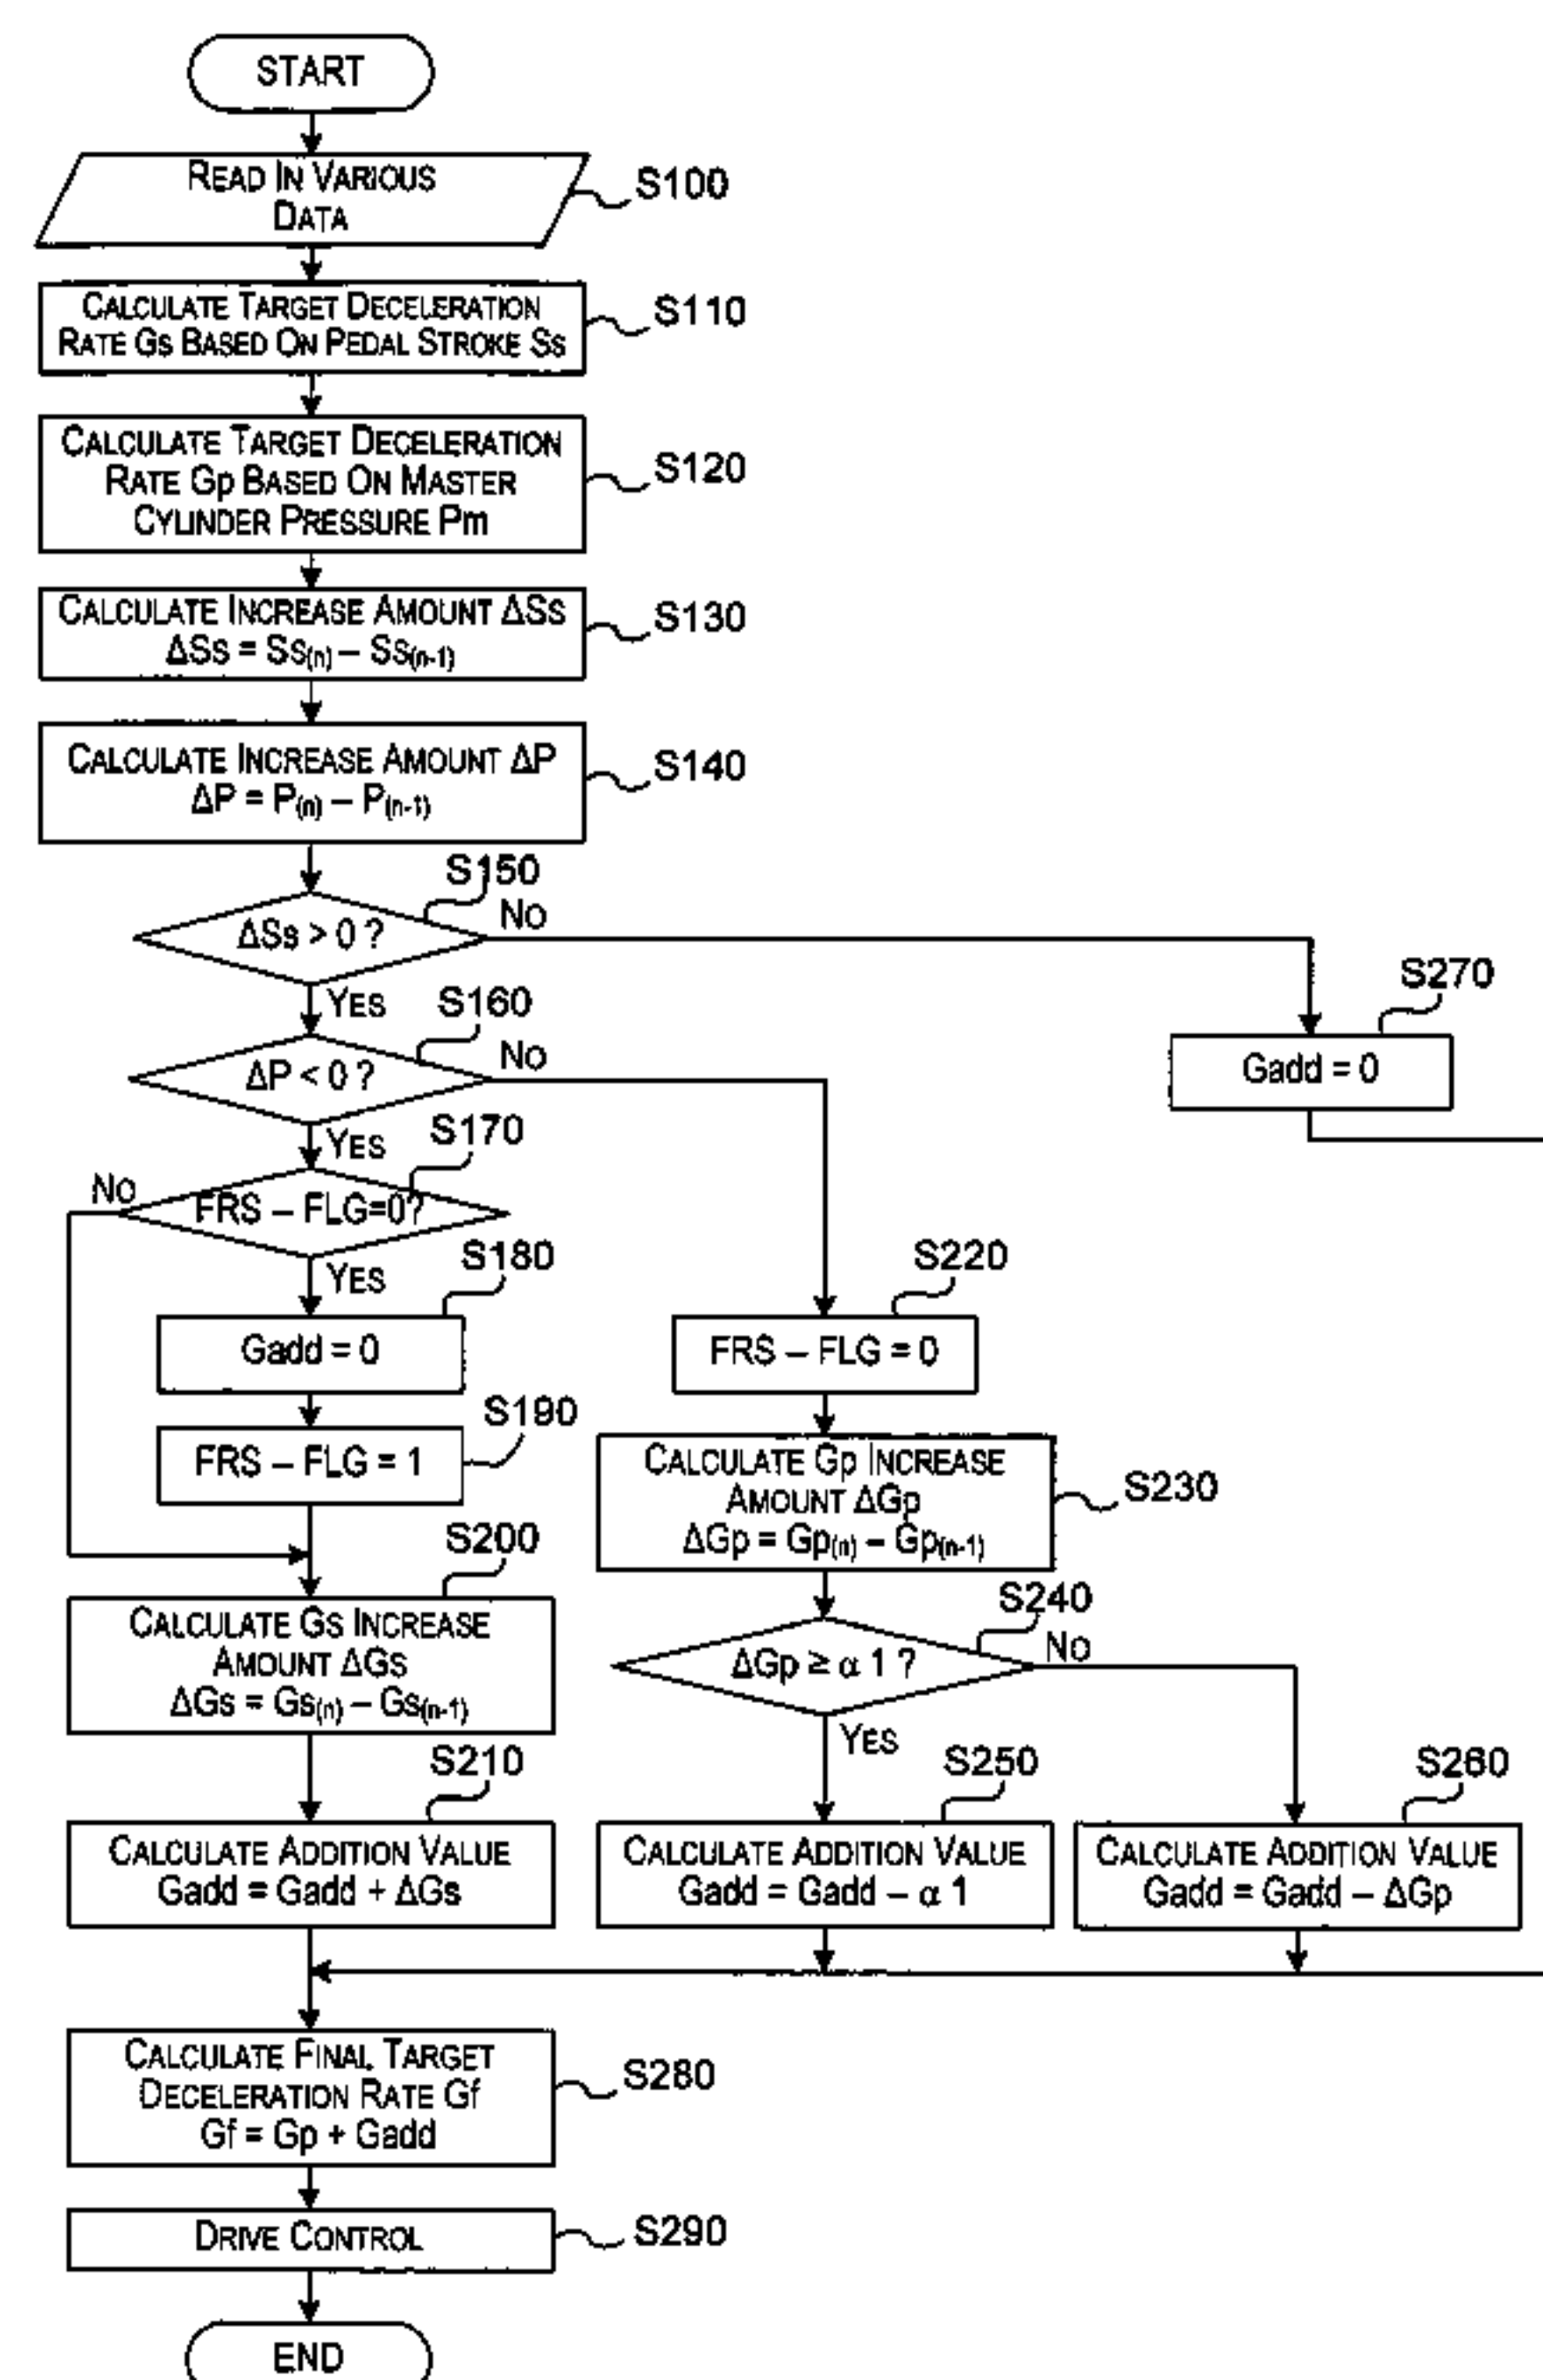 START
READ IN VARIOUS
DATA
S100
CALCULATE TARGET DECELERATION
RATE Gs BASED ON PEDAL STROKE Ss
S110
CALCULATE TARGET DECELERATION
RATE Gp BASED ON MASTER
CYLINDER PRESSURE Pm
S120
CALCULATE INCREASE AMOUNT ΔSs
ΔSs = Ss(n) – Ss(n-1)
S130
CALCULATE INCREASE AMOUNT ΔP
ΔP = P(n) – P(n-1)
S140
S150
ΔSs > 0 ?
NO
YES
S270
Gadd = 0
S160
ΔP < 0 ?
NO
YES
S170
NO
FRS – FLG=0?
YES
S180
Gadd = 0
S220
FRS – FLG = 0
S190
FRS – FLG = 1
CALCULATE Gp INCREASE
AMOUNT ΔGp
ΔGp = Gp(n) – Gp(n-1)
S230
S200
CALCULATE GS INCREASE
AMOUNT ΔGs
ΔGs = Gs(n) – Gs(n-1)
S240
ΔGp ≥ α 1 ?
NO
YES
S210
CALCULATE ADDITION VALUE
Gadd = Gadd + ΔGs
S250
CALCULATE ADDITION VALUE
Gadd = Gadd – α 1
S260
CALCULATE ADDITION VALUE
Gadd = Gadd – ΔGp
CALCULATE FINAL TARGET
DECELERATION RATE Gf
Gf = Gp + Gadd
S280
DRIVE CONTROL
S290
END